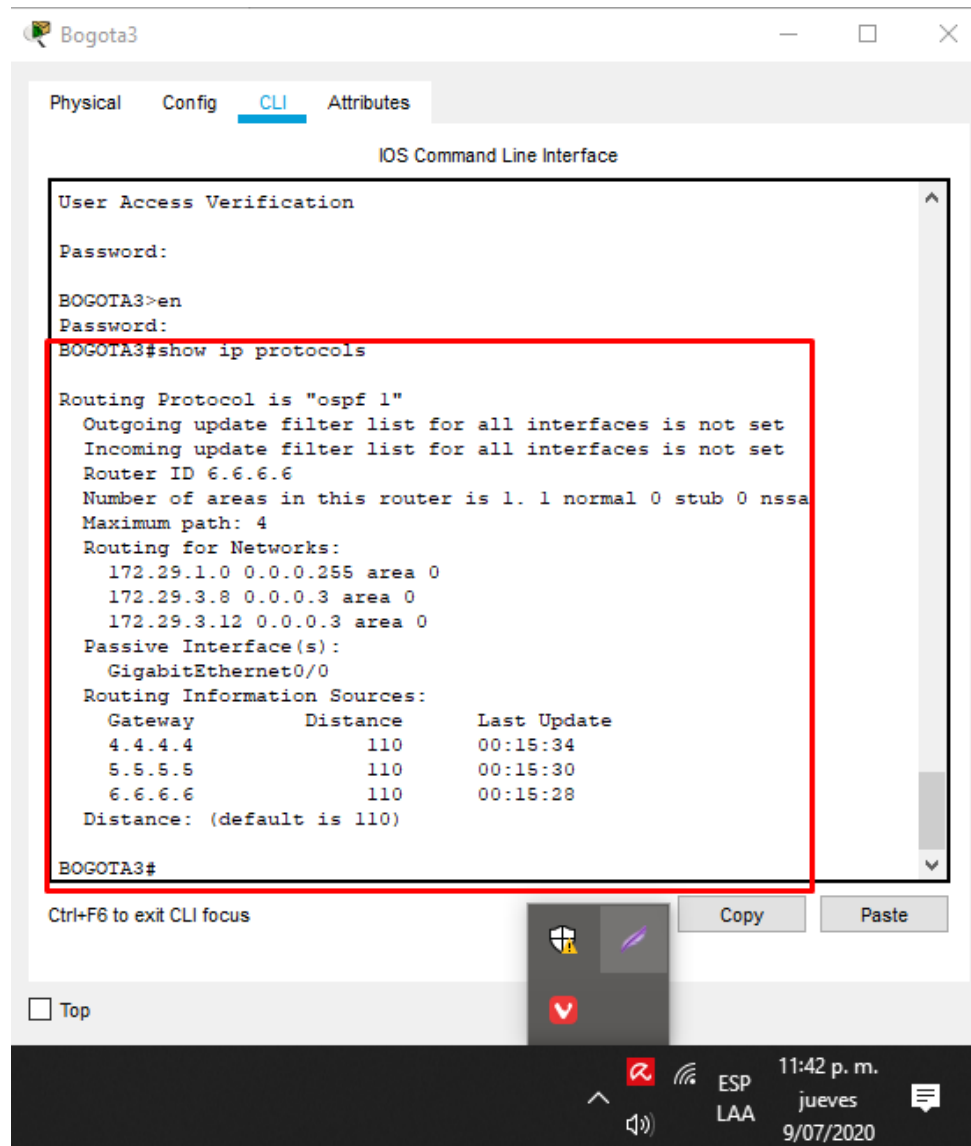 Bogota3
Physical Config CLI Attributes
IOS Command Line Interface
User Access Verification
Password:
BOGOTA3>en
Password:
BOGOTA3#show ip protocols
Routing Protocol is "ospf 1"
Outgoing update filter list for all interfaces is not set
Incoming update filter list for all interfaces is not set
Router ID 6.6.6.6
Number of areas in this router is 1. 1 normal 0 stub 0 nssa
Maximum path: 4
Routing for Networks:
172.29.1.0 0.0.0.255 area 0
172.29.3.8 0.0.0.3 area 0
172.29.3.12 0.0.0.3 area 0
Passive Interface(s):
GigabitEthernet0/0
Routing Information Sources:
Gateway Distance Last Update
4.4.4.4 110 00:15:34
5.5.5.5 110 00:15:30
6.6.6.6 110 00:15:28
Distance: (default is 110)
BOGOTA3#
Ctrl+F6 to exit CLI focus
Copy Paste
Top
ESP
LAA
11:42 p. m.
jueves
9/07/2020